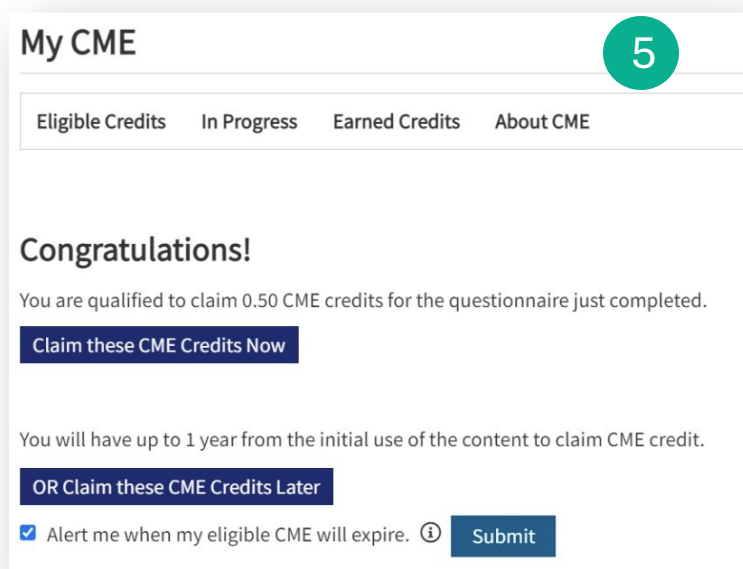 My CME
5
Eligible Credits In Progress Earned Credits About CME
Congratulations!
You are qualified to claim 0.50 CME credits for the questionnaire just completed.
Claim these CME Credits Now
You will have up to 1 year from the initial use of the content to claim CME credit.
OR Claim these CME Credits Later
Alert me when my eligible CME will expire. Submit